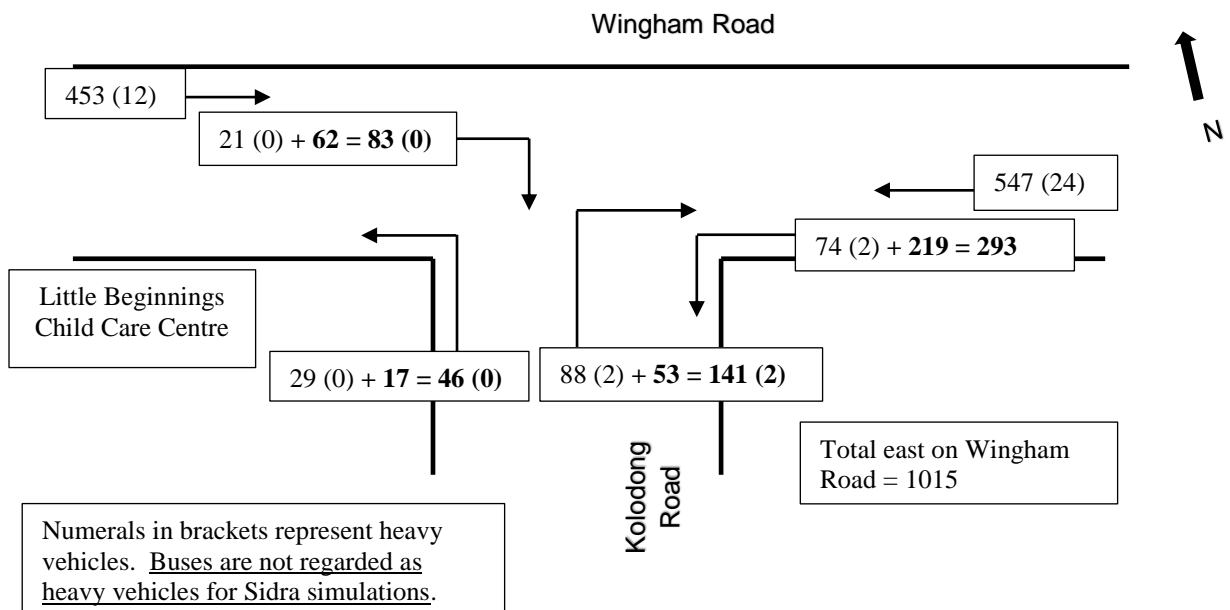 Wingham Road
453 (12)
21 (0) + 62 = 83 (0)
N
547 (24)
74 (2) + 219 = 293
Little Beginnings
Child Care Centre
29 (0) + 17 = 46 (0)
88 (2) + 53 = 141 (2)
Kolodong
Road
Total east on Wingham
Road = 1015
Numerals in brackets represent heavy
vehicles. Buses are not regarded as
heavy vehicles for Sidra simulations.